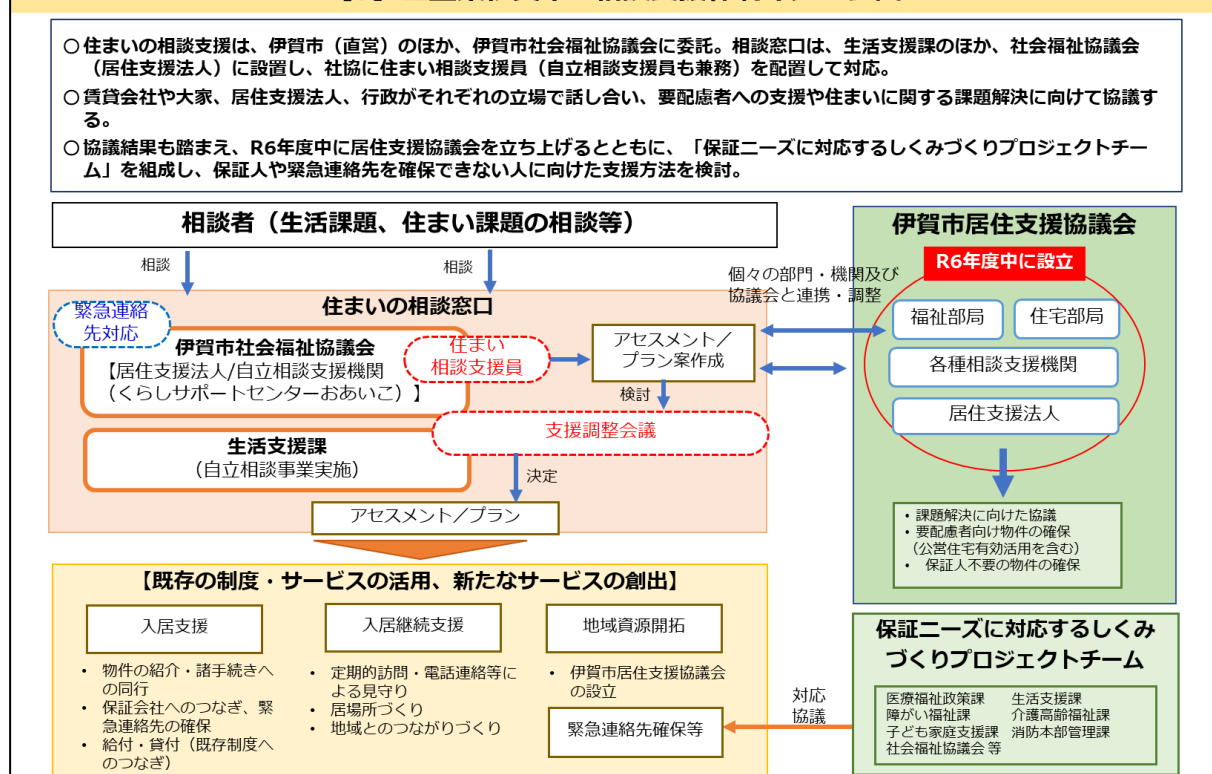 ○住まいの相談支援は、伊賀市（直営）のほか、伊賀市社会福祉協議会に委託。相談窓口は、生活支援課のほか、社会福祉協議会
（居住支援法人）に設置し、社協に住まい相談支援員（自立相談支援員も兼務）を配置して対応。
○賃貸会社や大家、居住支援法人、行政がそれぞれの立場で話し合い、要配慮者への支援や住まいに関する課題解決に向けて協議す
る。
○協議結果も踏まえ、R6年度中に居住支援協議会を立ち上げるとともに、「保証ニーズに対応するしくみづくりプロジェクトチー
ム」を組成し、保証人や緊急連絡先を確保できない人に向けた支援方法を検討。
相談者（生活課題、住まい課題の相談等）
相談
相談
住まいの相談窓口
緊急連絡
先対応
伊賀市社会福祉協議会
【居住支援法人/自立相談支援機関
（くらしサポートセンターおあいこ）】
住まい
相談支援員
アセスメント／
プラン案作成
検討
支援調整会議
生活支援課
（自立相談事業実施）
決定
アセスメント／プラン
個々の部門・機関及び
協議会と連携・調整
伊賀市居住支援協議会
R6年度中に設立
福祉部局
住宅部局
各種相談支援機関
居住支援法人
• 課題解決に向けた協議
• 要配慮者向け物件の確保
（公営住宅有効活用を含む）
• 保証人不要の物件の確保
【既存の制度・サービスの活用、新たなサービスの創出】
入居支援
• 物件の紹介・諸手続きへ
の同行
• 保証会社へのつなぎ、緊
急連絡先の確保
• 給付・貸付（既存制度へ
のつなぎ）
入居継続支援
• 定期的訪問・電話連絡等に
よる見守り
• 居場所づくり
• 地域とのつながりづくり
地域資源開拓
• 伊賀市居住支援協議会
の設立
緊急連絡先確保等
対応
協議
保証ニーズに対応するしくみ
づくりプロジェクトチーム
医療福祉政策課 生活支援課
障がい福祉課 介護高齢福祉課
子ども家庭支援課 消防本部管理課
社会福祉協議会 等